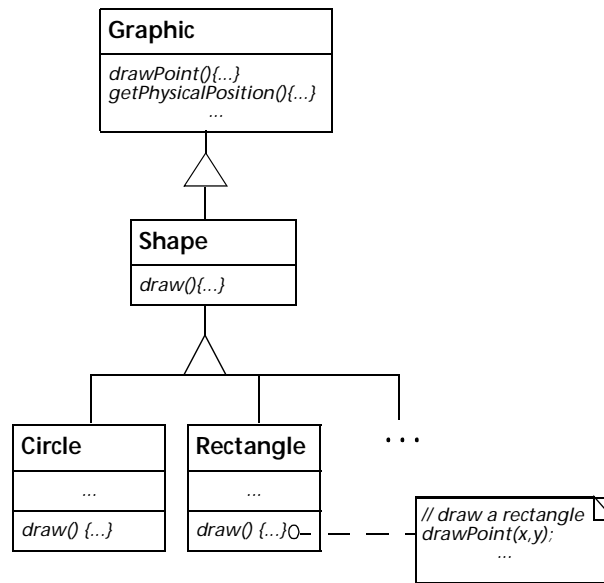 Graphic
drawPoint(){...}
getPhysicalPosition(){...}
...
Shape
draw(){...}
Circle
...
draw() {...}
Rectangle
...
draw() {...}
...
// draw a rectangle
drawPoint(x,y);
...